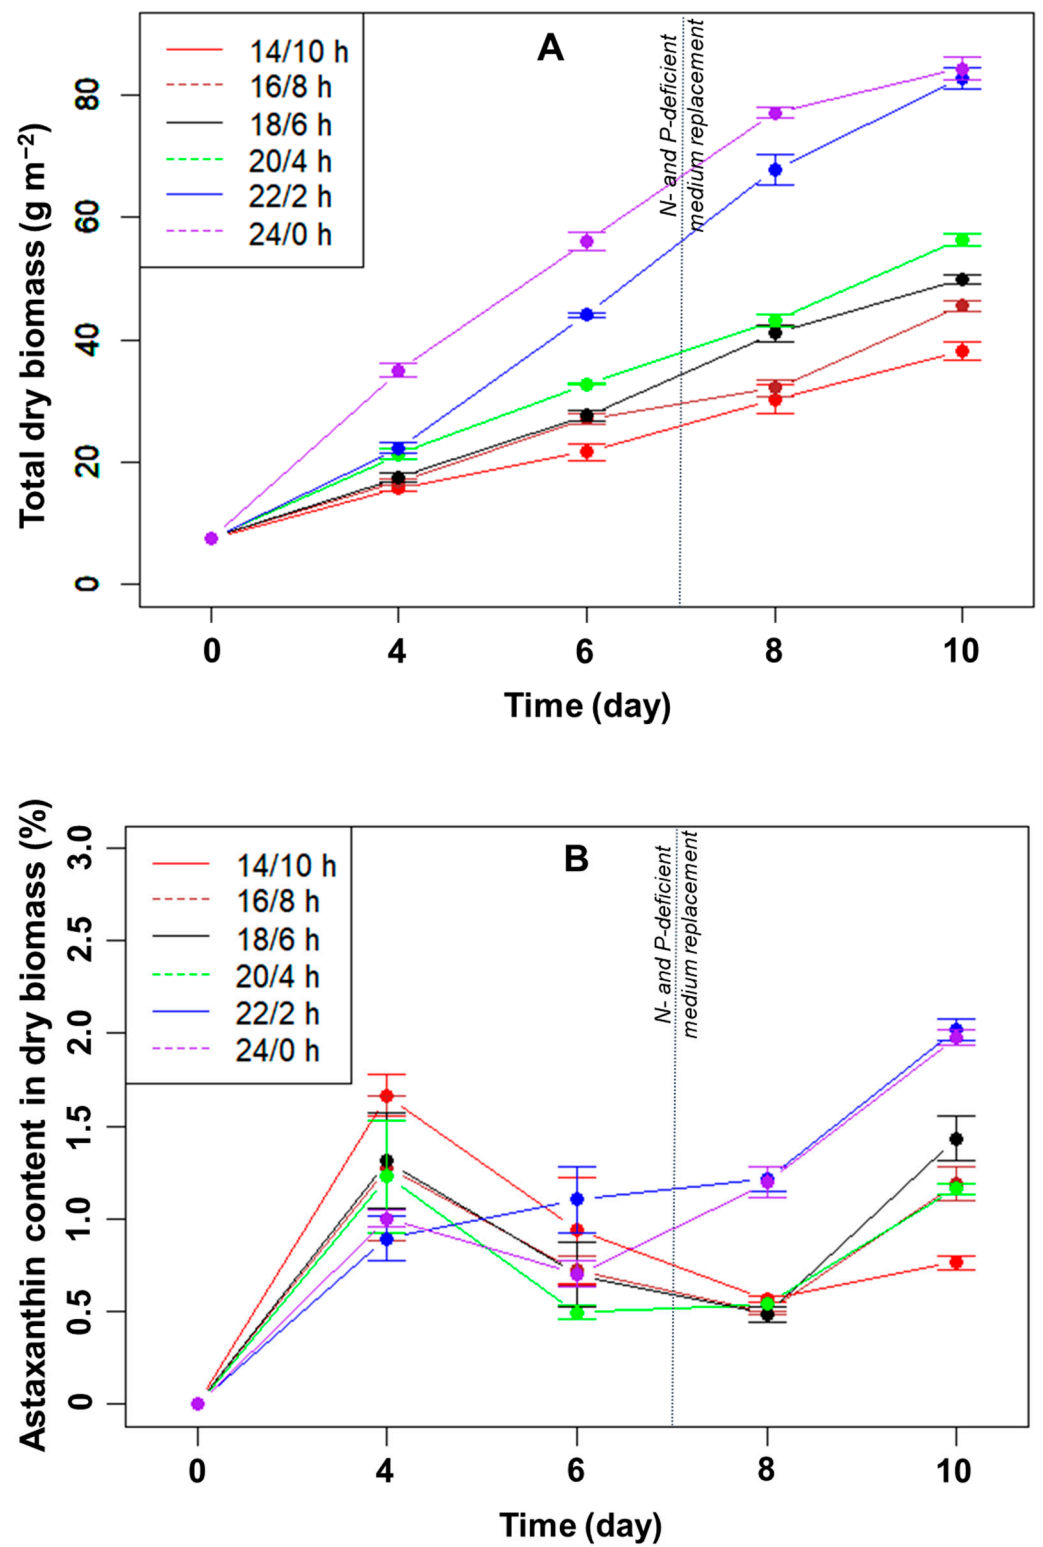 A
14/10 h
16/8 h
18/6 h
20/4 h
22/2 h
24/0 h
N- and P-deficient
medium replacement
Total dry biomass (g m⁻²)
80
60
40
20
0
0 4 6 8 10
Time (day)
B
14/10 h
16/8 h
18/6 h
20/4 h
22/2 h
24/0 h
N- and P-deficient
medium replacement
Astaxanthin content in dry biomass (%)
3.0
2.5
2.0
1.5
1.0
0.5
0
0 4 6 8 10
Time (day)